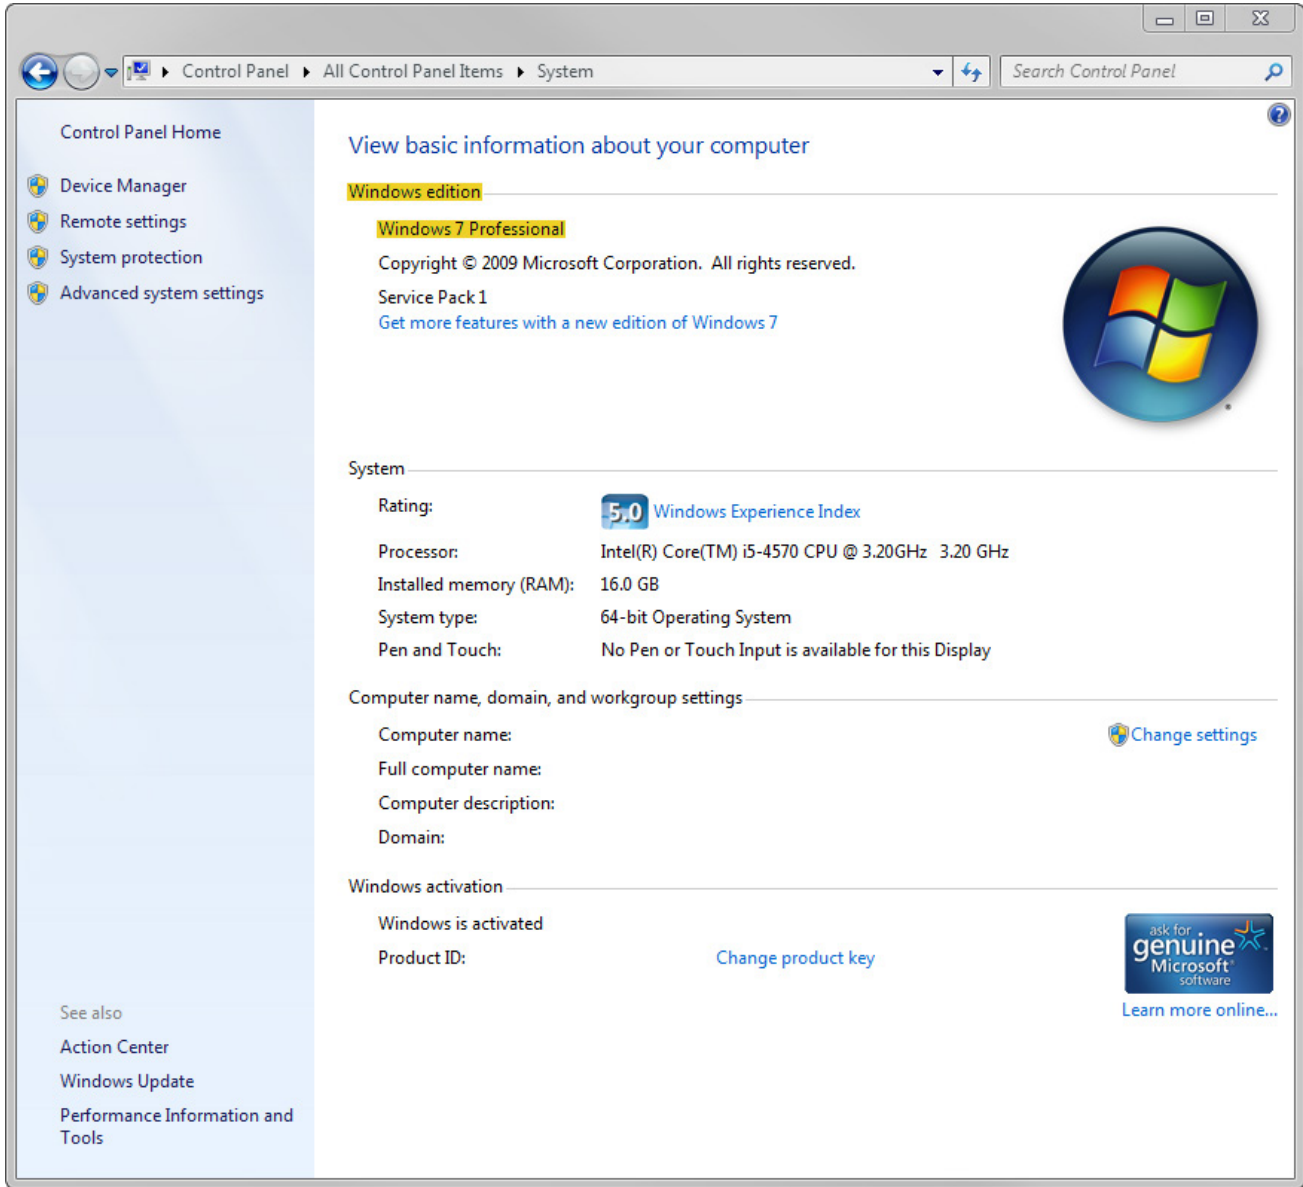 Control Panel ▸ All Control Panel Items ▸ System
Search Control Panel
Control Panel Home
Device Manager
Remote settings
System protection
Advanced system settings
See also
Action Center
Windows Update
Performance Information and
Tools
View basic information about your computer
Windows edition
Windows 7 Professional
Copyright © 2009 Microsoft Corporation. All rights reserved.
Service Pack 1
Get more features with a new edition of Windows 7
System
Rating: 5.0 Windows Experience Index
Processor: Intel(R) Core(TM) i5-4570 CPU @ 3.20GHz 3.20 GHz
Installed memory (RAM): 16.0 GB
System type: 64-bit Operating System
Pen and Touch: No Pen or Touch Input is available for this Display
Computer name, domain, and workgroup settings
Computer name: Change settings
Full computer name:
Computer description:
Domain:
Windows activation
Windows is activated
Product ID: Change product key
ask for
genuine
Microsoft®
software
Learn more online...